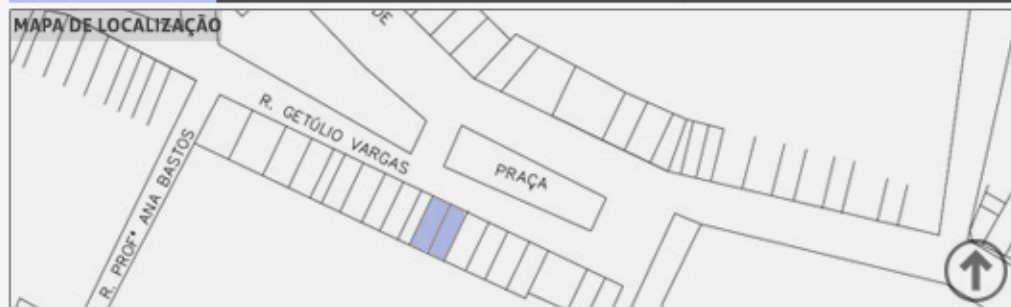 MAPA DE LOCALIZAÇÃO
DE
R. GETÚLIO VARGAS
PRAÇA
R. PROFª ANA BASTOS